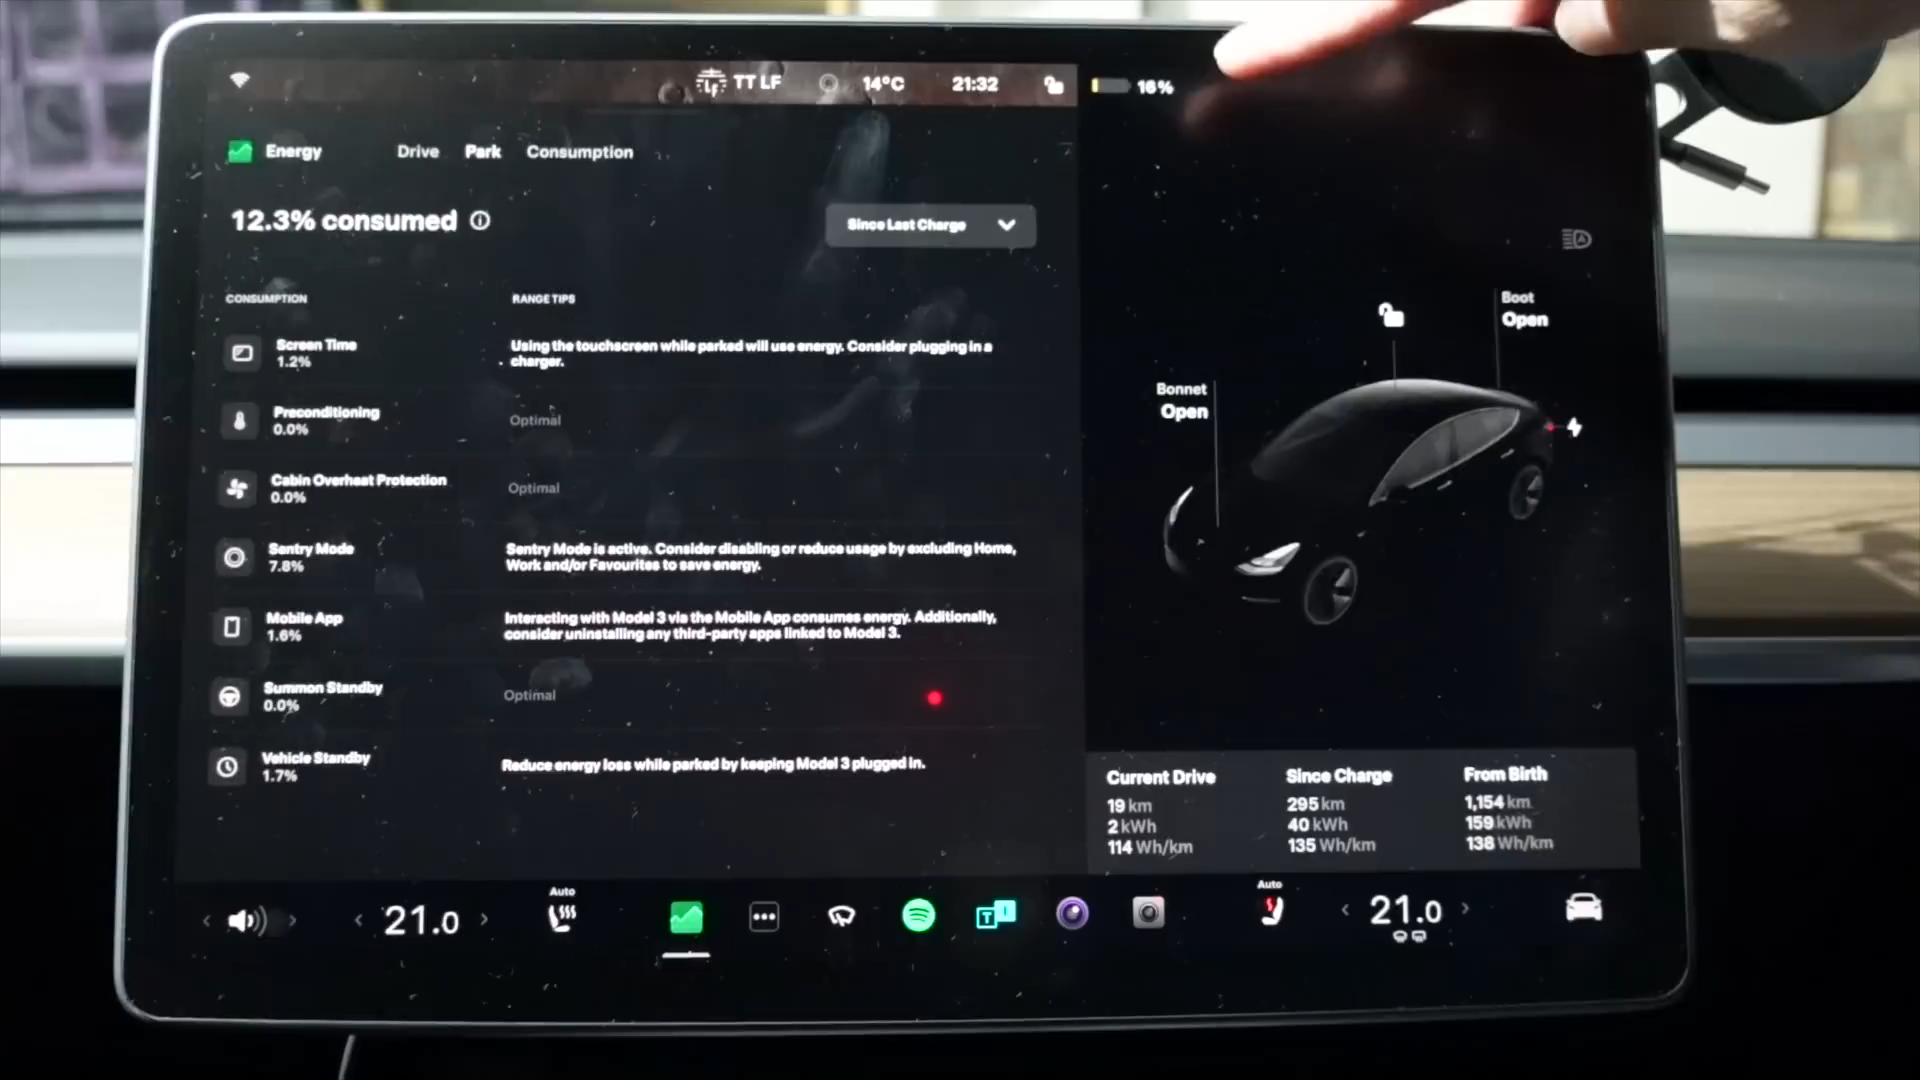 TT LF 14°C 21:32 16%
Energy Drive Park Consumption
12.3% consumed
Since Last Charge
CONSUMPTION RANGE TIPS
Screen Time
1.2%
Using the touchscreen while parked will use energy. Consider plugging in a
charger.
Preconditioning
0.0%
Optimal
Cabin Overheat Protection
0.0%
Optimal
Sentry Mode
7.8%
Sentry Mode is active. Consider disabling or reduce usage by excluding Home,
Work and/or Favourites to save energy.
Mobile App
1.6%
Interacting with Model 3 via the Mobile App consumes energy. Additionally,
consider uninstalling any third-party apps linked to Model 3.
Summon Standby
0.0%
Optimal
Vehicle Standby
1.7%
Reduce energy loss while parked by keeping Model 3 plugged in.
Boot
Open
Bonnet
Open
Current Drive
19 km
2 kWh
114 Wh/km
Since Charge
295 km
40 kWh
135 Wh/km
From Birth
1,154 km
159 kWh
138 Wh/km
21.0
Auto
Auto
21.0